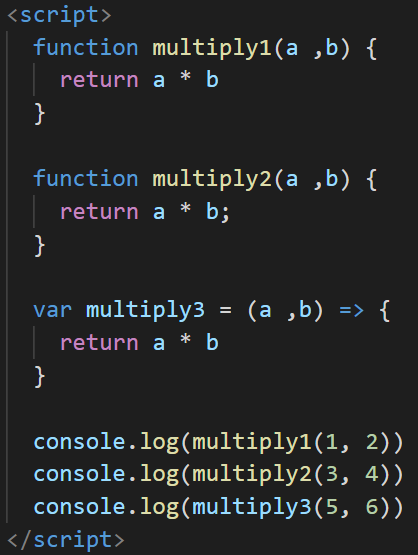 <script>
  function multiply1(a ,b) {
    return a * b
  }

  function multiply2(a ,b) {
    return a * b;
  }

  var multiply3 = (a ,b) => {
    return a * b
  }

  console.log(multiply1(1, 2))
  console.log(multiply2(3, 4))
  console.log(multiply3(5, 6))
</script>